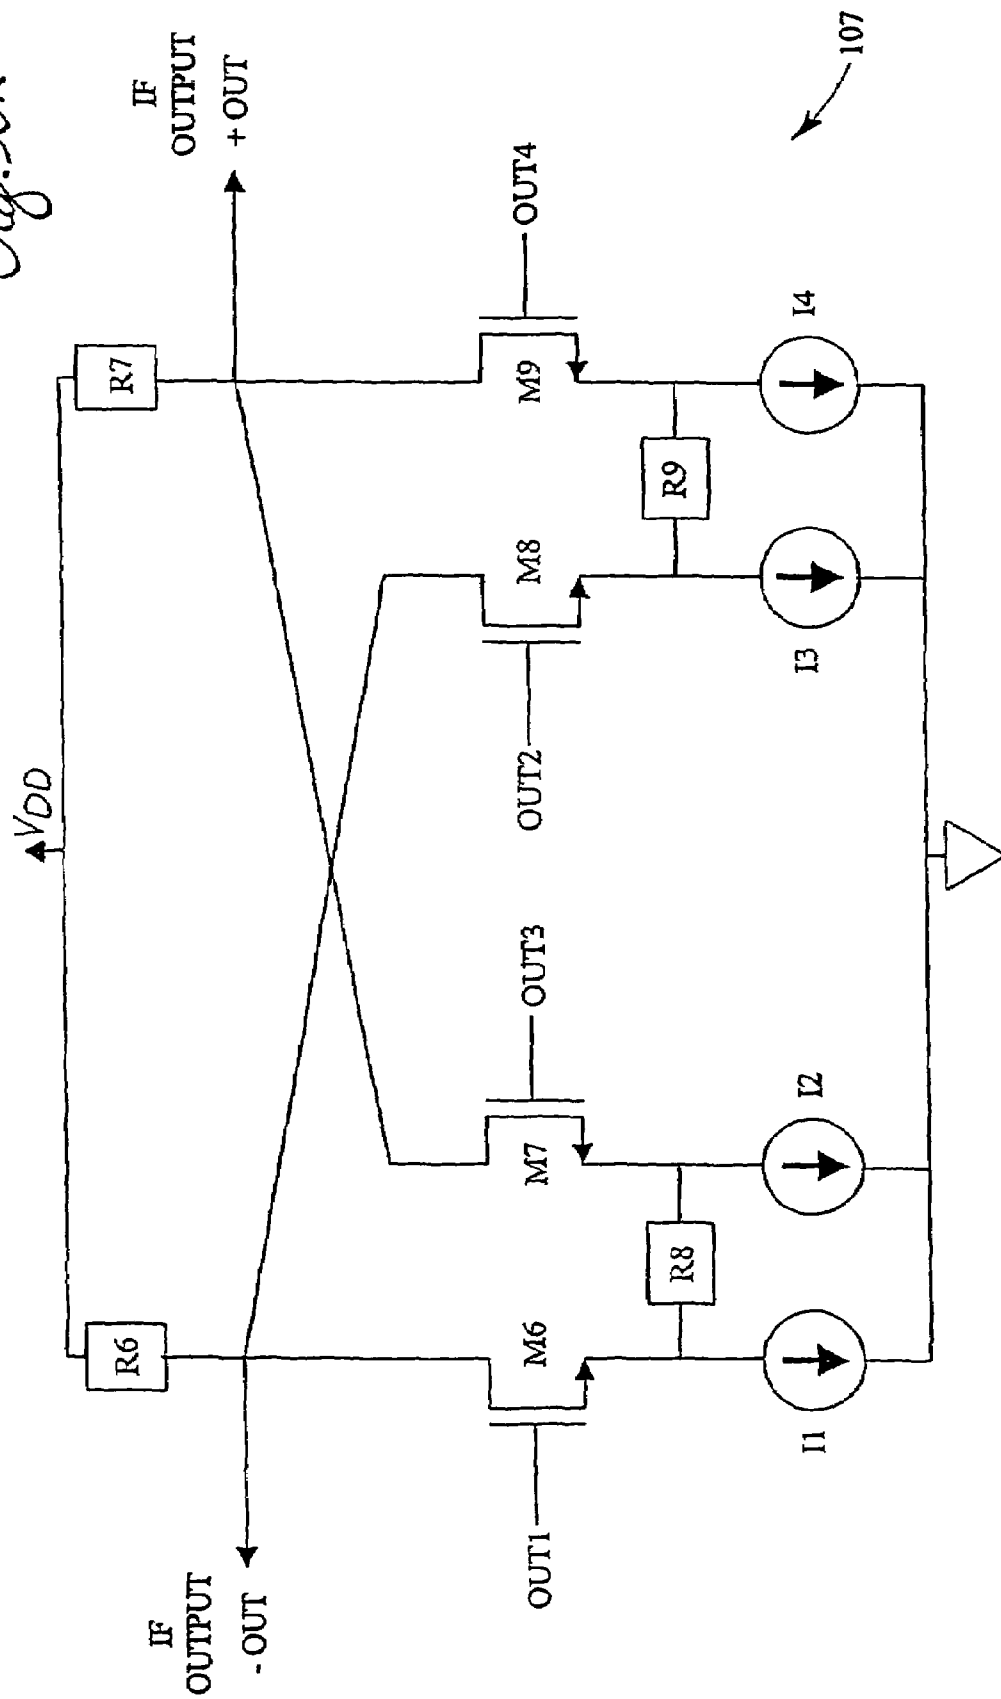 VDD
R6
R7
IF
OUTPUT
- OUT
IF
OUTPUT
+ OUT
OUT1
M6
M7
OUT3
OUT2
M8
M9
OUT4
R8
R9
I1
I2
I3
I4
107